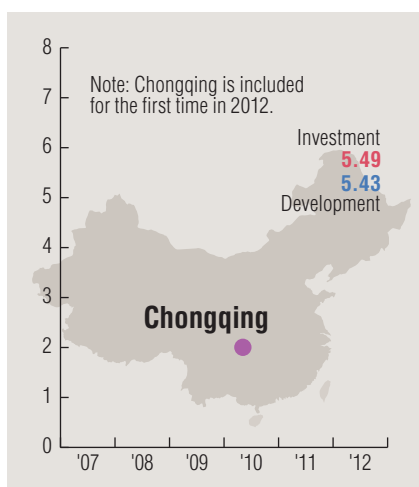 8
Note: Chongqing is included
for the first time in 2012.
7
6
Investment
5.49
5.43
Development
5
4
3
Chongqing
2
1
0
'07 '08 '09 '10 '11 '12